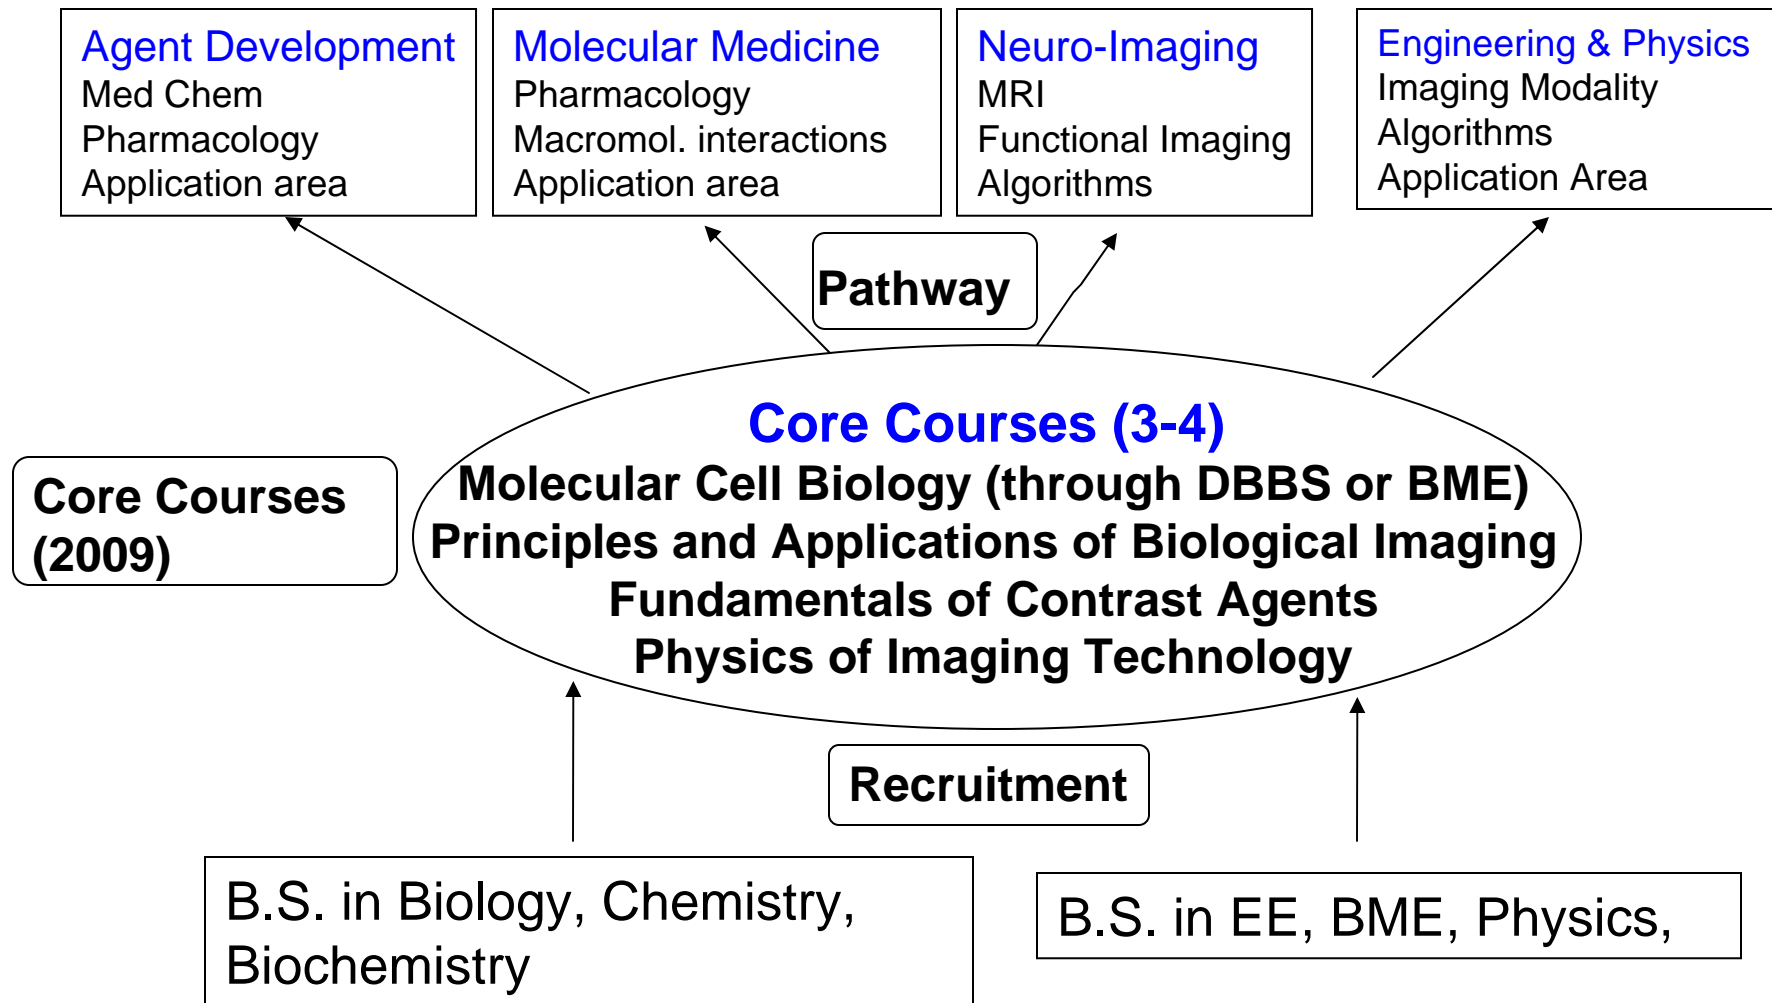 Agent Development
Med Chem
Pharmacology
Application area
Molecular Medicine
Pharmacology
Macromol. interactions
Application area
Neuro-Imaging
MRI
Functional Imaging
Algorithms
Engineering & Physics
Imaging Modality
Algorithms
Application Area
Pathway
Core Courses (3-4)
Molecular Cell Biology (through DBBS or BME)
Principles and Applications of Biological Imaging
Fundamentals of Contrast Agents
Physics of Imaging Technology
Core Courses
(2009)
Recruitment
B.S. in Biology, Chemistry,
Biochemistry
B.S. in EE, BME, Physics,